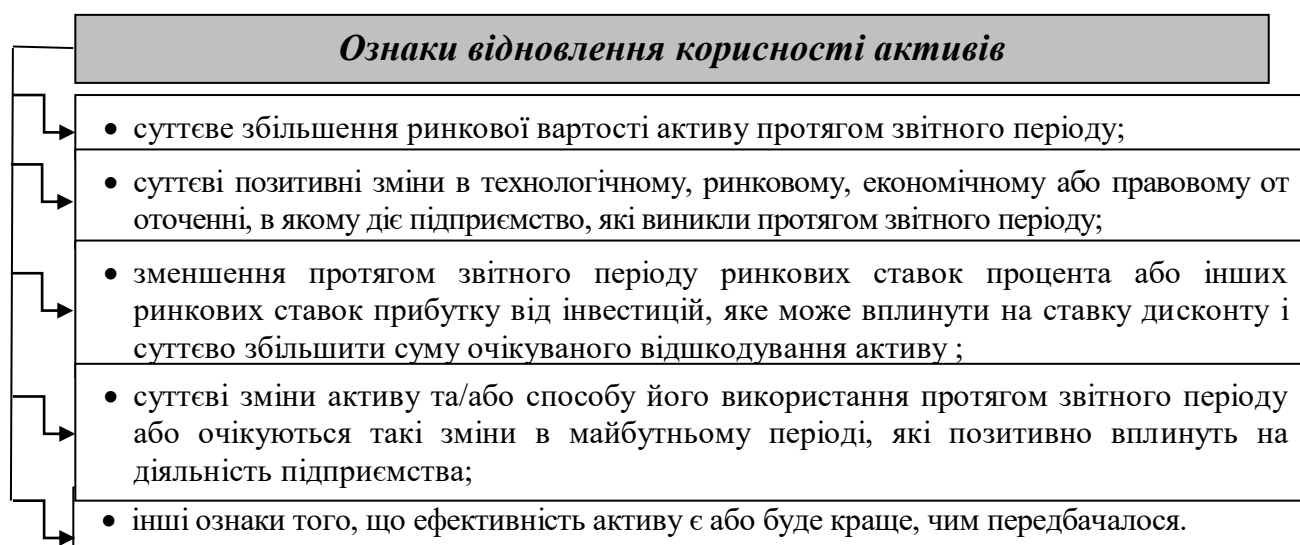 Ознаки відновлення корисності активів
• суттєве збільшення ринкової вартості активу протягом звітного періоду;
• суттєві позитивні зміни в технологічному, ринковому, економічному або правовому от
оточенні, в якому діє підприємство, які виникли протягом звітного періоду;
• зменшення протягом звітного періоду ринкових ставок процента або інших
ринкових ставок прибутку від інвестицій, яке може вплинути на ставку дисконту і
суттєво збільшити суму очікуваного відшкодування активу ;
• суттєві зміни активу та/або способу його використання протягом звітного періоду
або очікуються такі зміни в майбутньому періоді, які позитивно вплинуть на
діяльність підприємства;
• інші ознаки того, що ефективність активу є або буде краще, чим передбачалося.